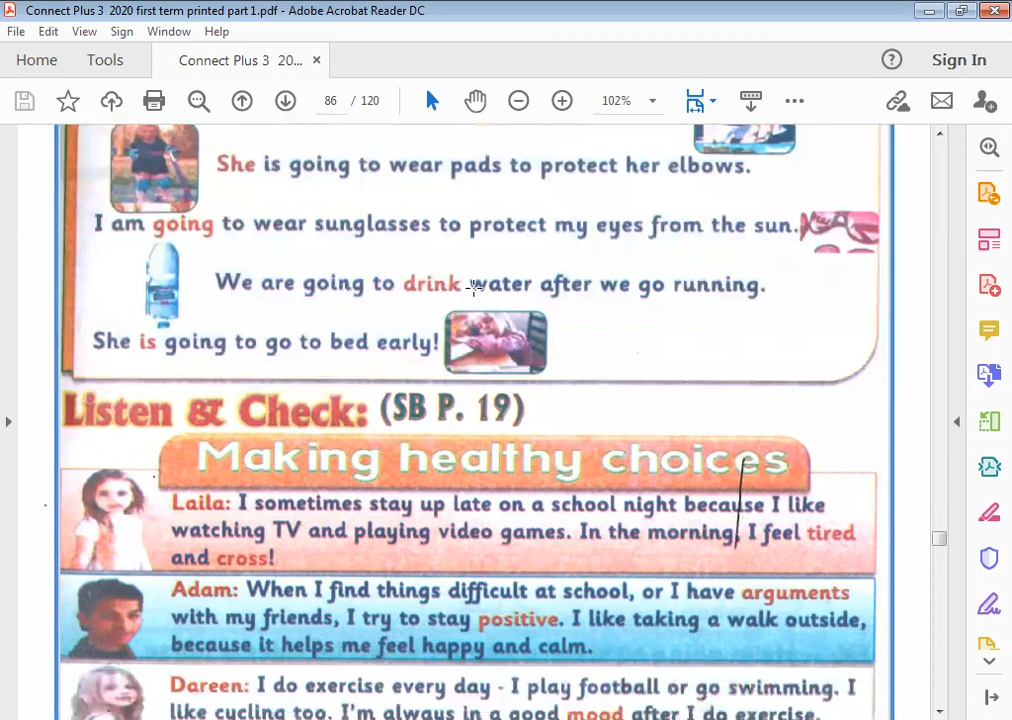 Connect Plus 3 2020 first term printed part 1.pdf - Adobe Acrobat Reader DC
File Edit View Sign Window Help
Home Tools Connect Plus 3 20... × Sign In
86 / 120 102%
She is going to wear pads to protect her elbows.
I am going to wear sunglasses to protect my eyes from the sun.
We are going to drink water after we go running.
She is going to go to bed early!
Listen & Check: (SB P. 19)
Making healthy choices
Laila: I sometimes stay up late on a school night because I like
watching TV and playing video games. In the morning, I feel tired
and cross!
Adam: When I find things difficult at school, or I have arguments
with my friends, I try to stay positive. I like taking a walk outside,
because it helps me feel happy and calm.
Dareen: I do exercise every day - I play football or go swimming. I
like cycling too. I'm always in a good mood after I do exercise.